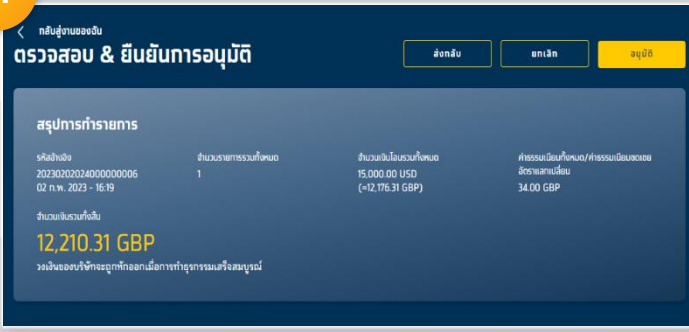 กลับสู่งานของฉัน
ตรวจสอบ & ยืนยันการอนุมัติ
ส่งกลับ
ยกเลิก
อนุมัติ
สรุปการทำรายการ
รหัสอ้างอิง
20230202024000000006
02 ก.พ. 2023 - 16:19
จำนวนรายการรวมทั้งหมด
1
จำนวนเงินโอนรวมทั้งหมด
15,000.00 USD
(=12,176.31 GBP)
ค่าธรรมเนียมทั้งหมด/ค่าธรรมเนียมชดเชย
อัตราแลกเปลี่ยน
34.00 GBP
จำนวนเงินรวมทั้งสิ้น
12,210.31 GBP
วงเงินของบริษัทจะถูกหักออกเมื่อการทำธุรกรรมเสร็จสมบูรณ์